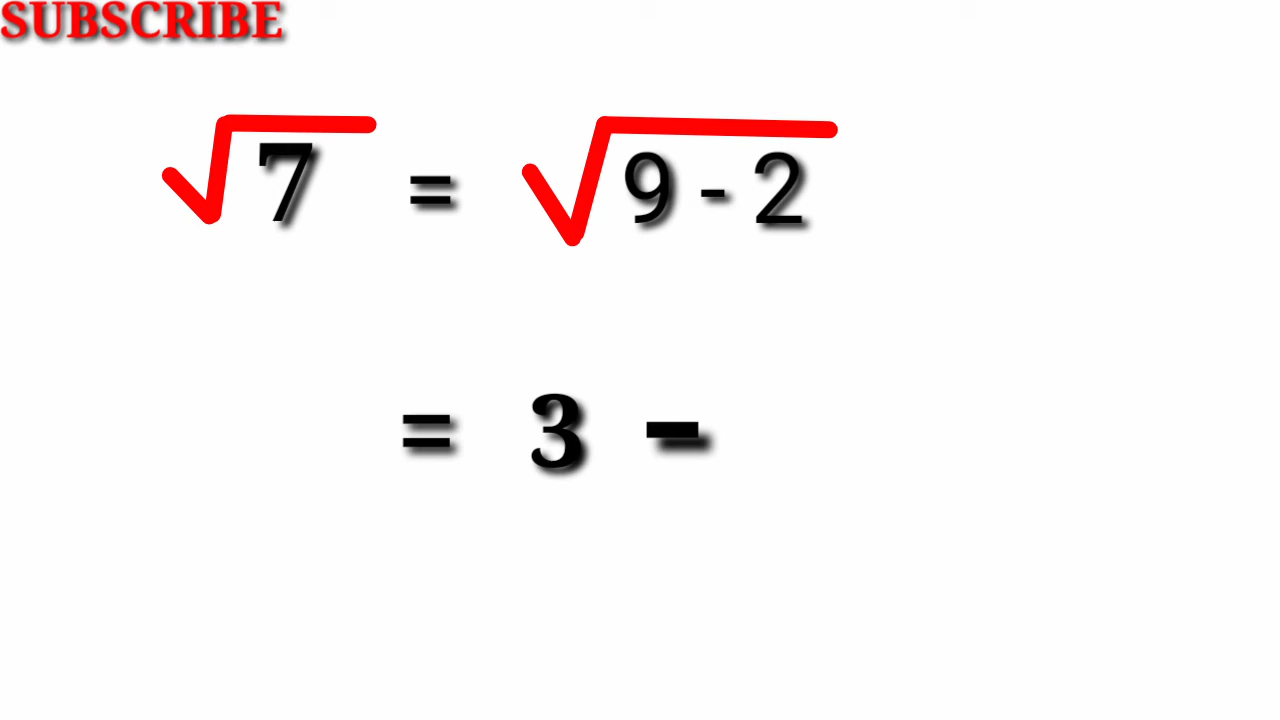 SUBSCRIBE
√7 = √9 - 2
= 3 -